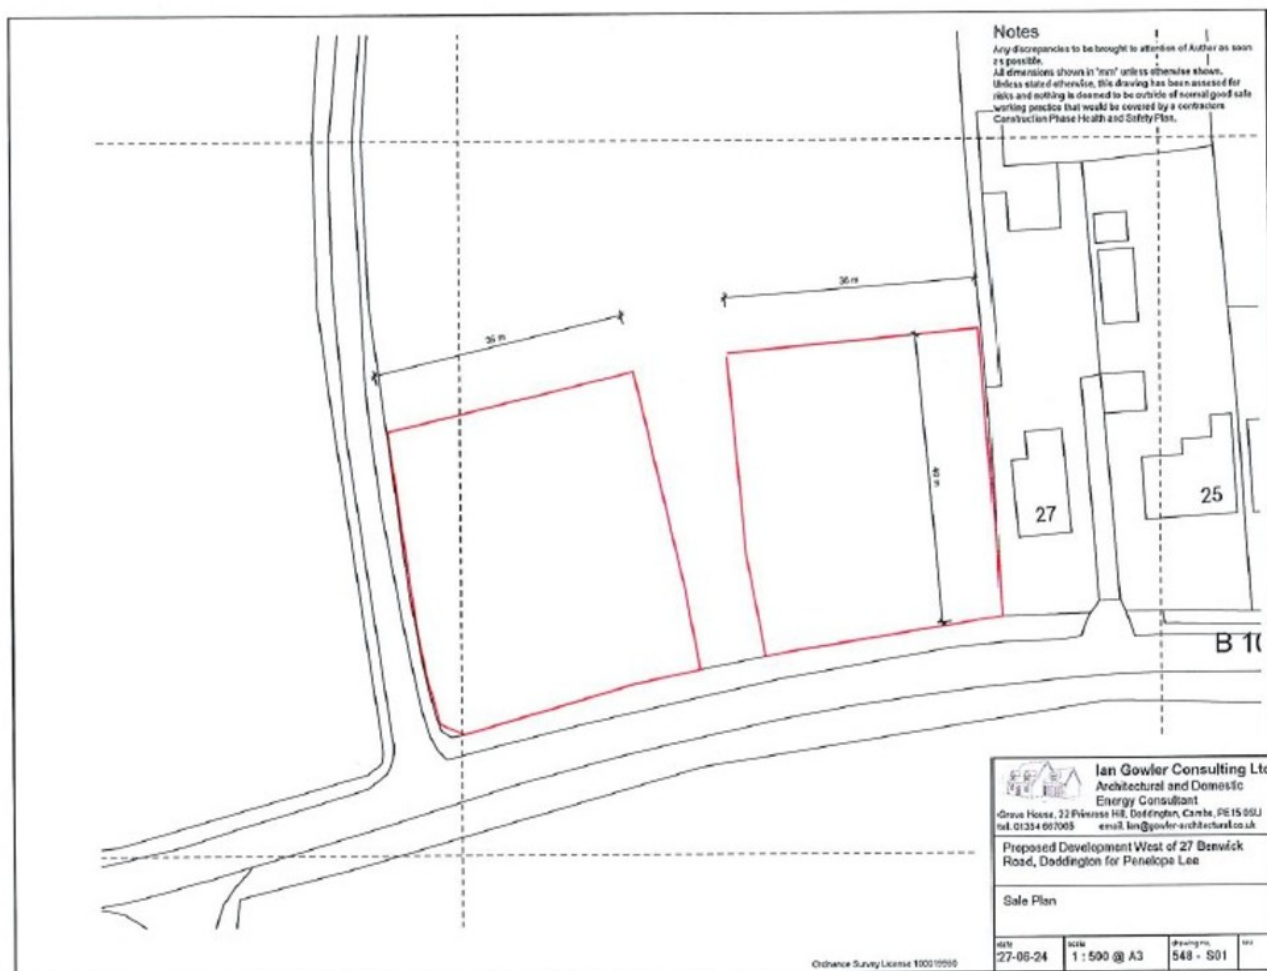 Notes
Any discrepancies to be brought to attention of Author as soon
as possible.
All dimensions shown in "mm" unless otherwise shown.
Unless stated otherwise, this drawing has been assessed for
risks and nothing is deemed to be outside of normal good safe
working practice that would be covered by a contractors
Construction Phase Health and Safety Plan.
36 m
40 m
27
25
B 10
Ian Gowler Consulting Ltd
Architectural and Domestic
Energy Consultant
Grove House, 22 Primrose Hill, Doddington, Cambs, PE15 0SU
tel. 01354 667005 email. ian@gowler-architectural.co.uk
Proposed Development West of 27 Benwick
Road, Doddington for Penelope Lee
Sale Plan
date
27-06-24
scale
1 : 500 @ A3
drawing no.
548 - S01
rev
Ordnance Survey License